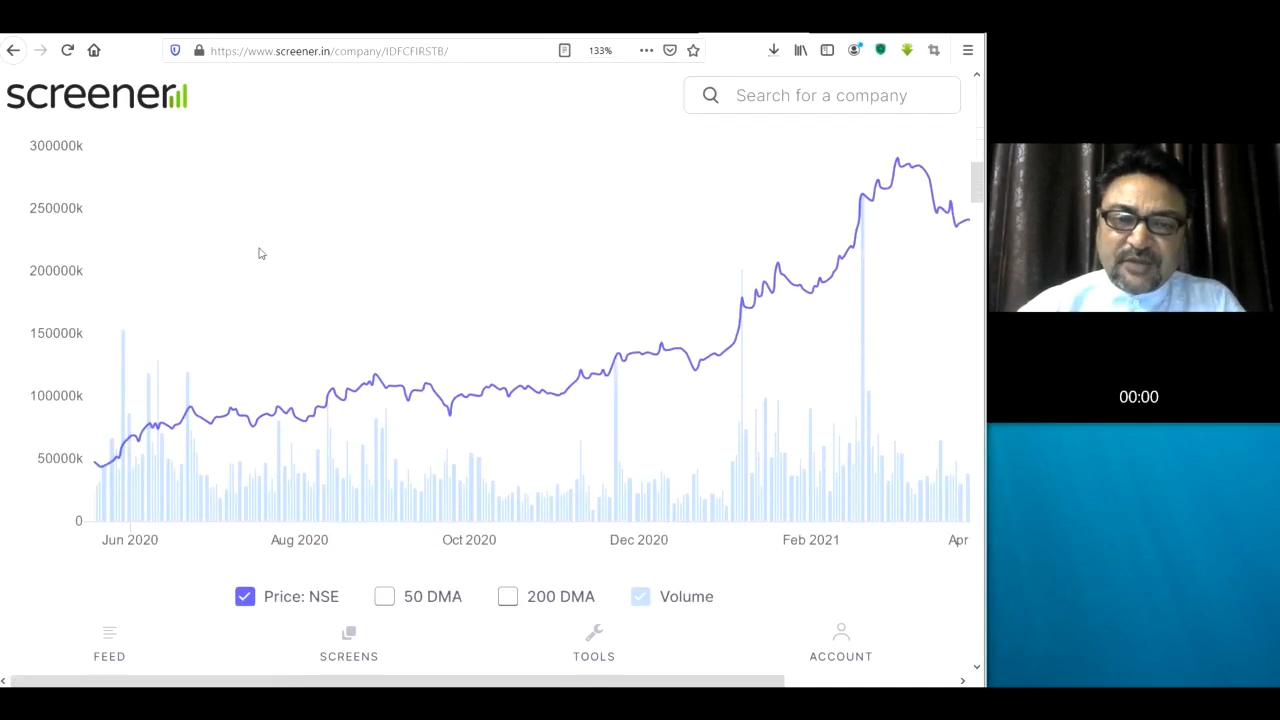 https://www.screener.in/company/IDFCFIRSTB/
133%
screener
Search for a company
300000k
250000k
200000k
150000k
100000k
50000k
0
Jun 2020 Aug 2020 Oct 2020 Dec 2020 Feb 2021 Apr
Price: NSE 50 DMA 200 DMA Volume
FEED SCREENS TOOLS ACCOUNT
00:00